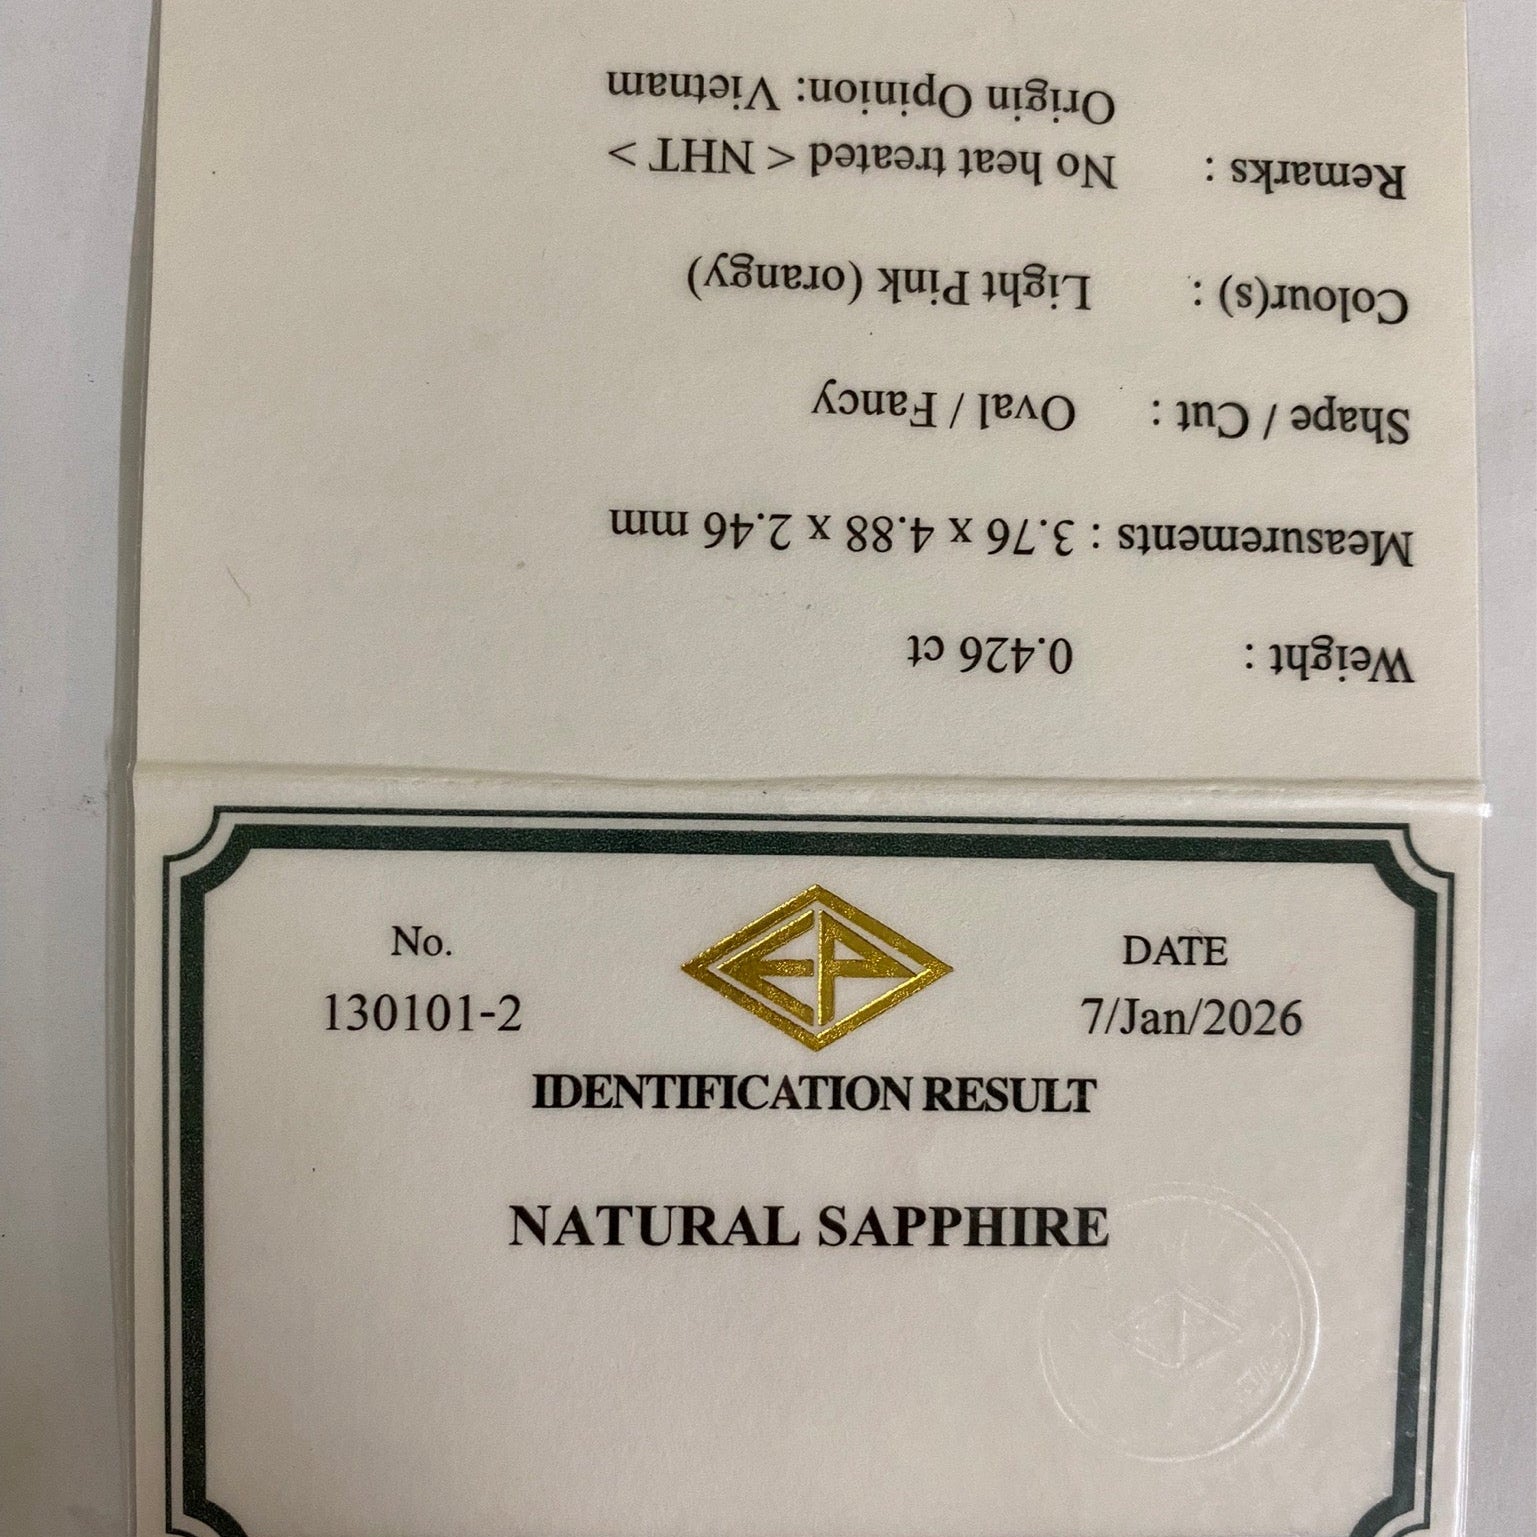 No.
130101-2
EP
DATE
7/Jan/2026
IDENTIFICATION RESULT
NATURAL SAPPHIRE
Weight : 0.426 ct
Measurements : 3.76 x 4.88 x 2.46 mm
Shape / Cut : Oval / Fancy
Colour(s) : Light Pink (orangy)
Remarks : No heat treated < NHT >
Origin Opinion: Vietnam